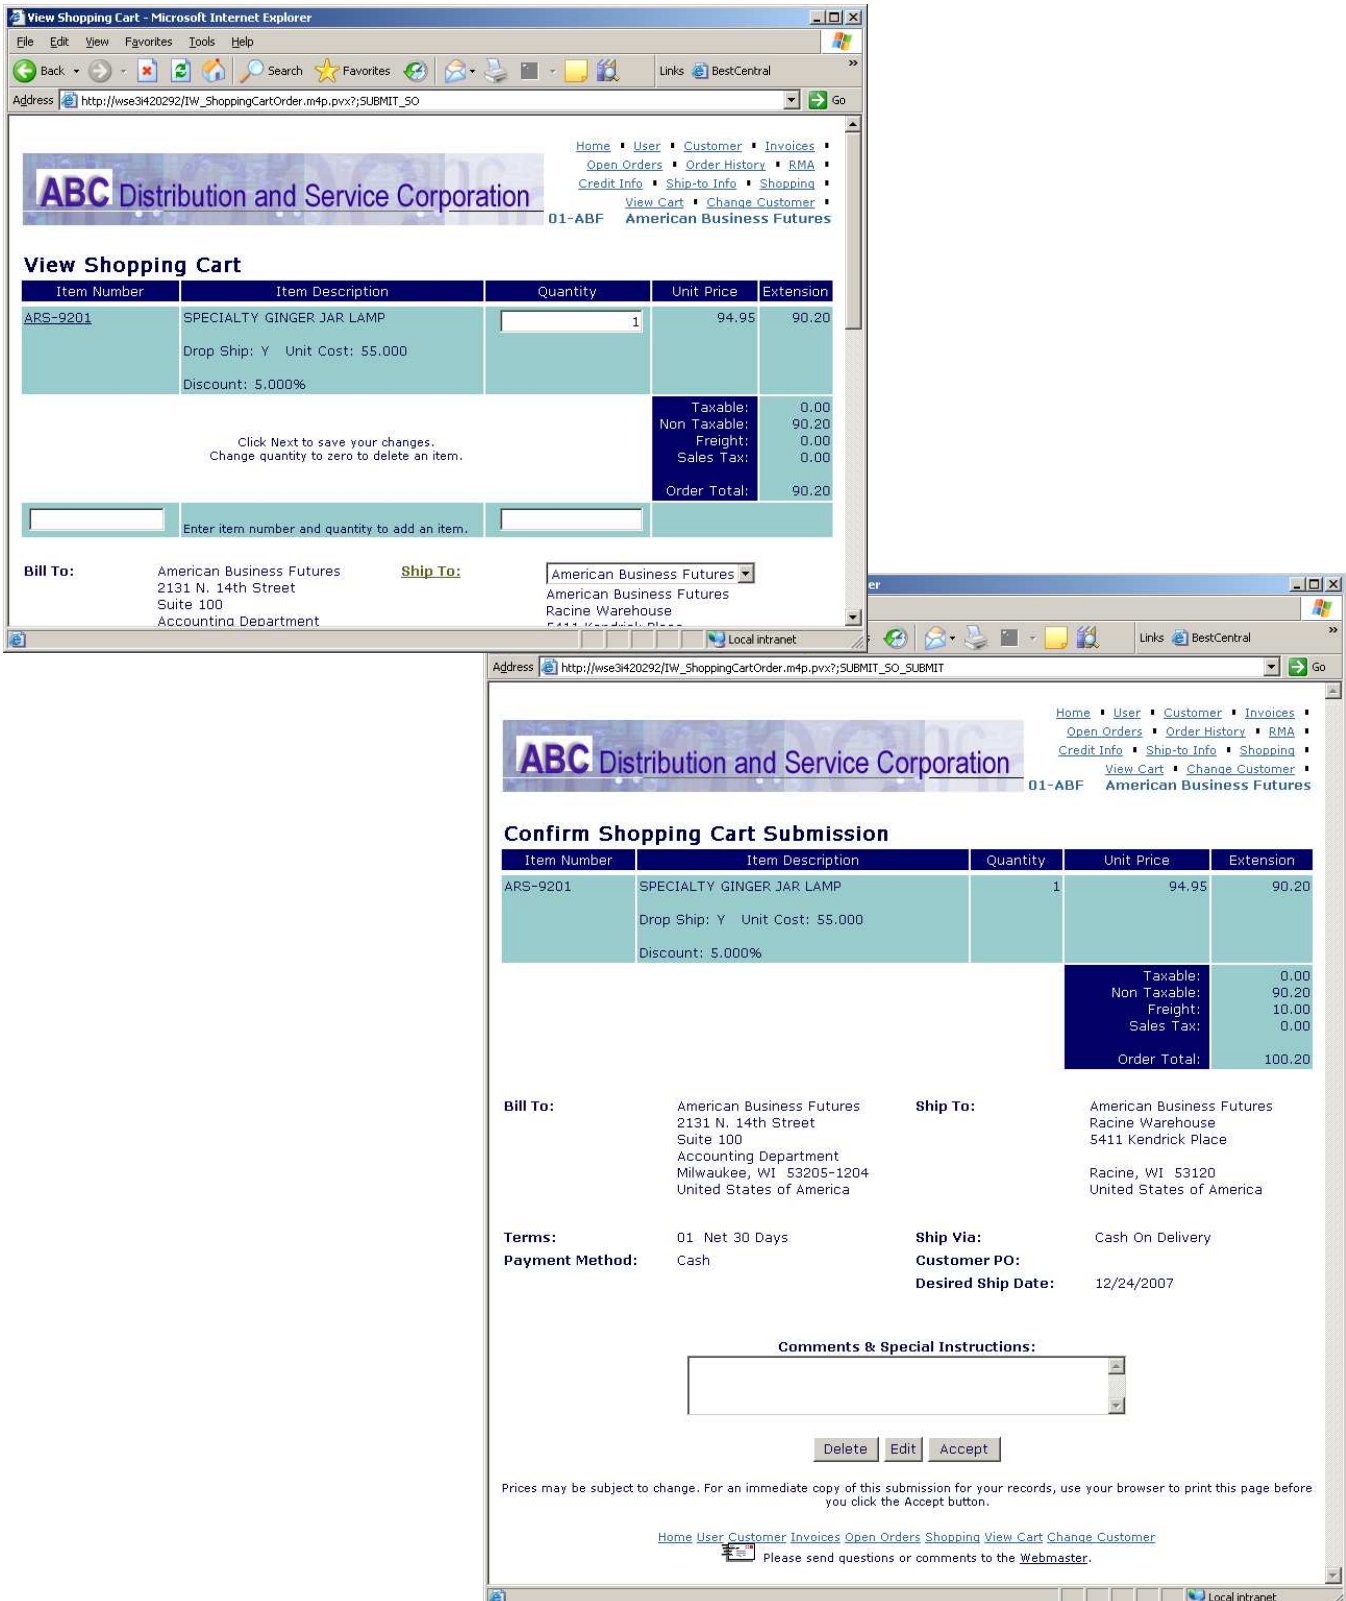 View Shopping Cart - Microsoft Internet Explorer
File Edit View Favorites Tools Help
Back Search Favorites Links BestCentral »
Address http://wse3i420292/IW_ShoppingCartOrder.m4p.pvx?;SUBMIT_SO Go
Home User Customer Invoices
Open Orders Order History RMA
Credit Info Ship-to Info Shopping
View Cart Change Customer
ABC Distribution and Service Corporation
01-ABF American Business Futures
View Shopping Cart
Item Number Item Description Quantity Unit Price Extension
ARS-9201 SPECIALTY GINGER JAR LAMP 1 94.95 90.20
Drop Ship: Y Unit Cost: 55.000
Discount: 5.000%
Taxable: 0.00
Non Taxable: 90.20
Freight: 0.00
Sales Tax: 0.00
Order Total: 90.20
Click Next to save your changes.
Change quantity to zero to delete an item.
Enter item number and quantity to add an item.
Bill To: American Business Futures Ship To: American Business Futures
2131 N. 14th Street American Business Futures
Suite 100 Racine Warehouse
Accounting Department 5411 Kendrick Place
Local intranet
er
Links BestCentral »
Address http://wse3i420292/IW_ShoppingCartOrder.m4p.pvx?;SUBMIT_SO_SUBMIT Go
Home User Customer Invoices
Open Orders Order History RMA
Credit Info Ship-to Info Shopping
View Cart Change Customer
ABC Distribution and Service Corporation
01-ABF American Business Futures
Confirm Shopping Cart Submission
Item Number Item Description Quantity Unit Price Extension
ARS-9201 SPECIALTY GINGER JAR LAMP 1 94.95 90.20
Drop Ship: Y Unit Cost: 55.000
Discount: 5.000%
Taxable: 0.00
Non Taxable: 90.20
Freight: 10.00
Sales Tax: 0.00
Order Total: 100.20
Bill To: American Business Futures Ship To: American Business Futures
2131 N. 14th Street Racine Warehouse
Suite 100 5411 Kendrick Place
Accounting Department
Milwaukee, WI 53205-1204 Racine, WI 53120
United States of America United States of America
Terms: 01 Net 30 Days Ship Via: Cash On Delivery
Payment Method: Cash Customer PO:
Desired Ship Date: 12/24/2007
Comments & Special Instructions:
Delete Edit Accept
Prices may be subject to change. For an immediate copy of this submission for your records, use your browser to print this page before
you click the Accept button.
Home User Customer Invoices Open Orders Shopping View Cart Change Customer
Please send questions or comments to the Webmaster.
Local intranet